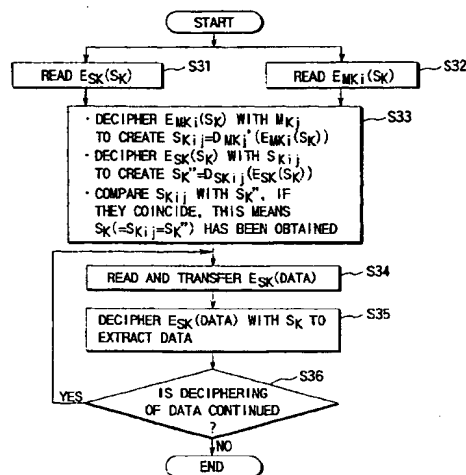 START
READ E_SK(S_K)
S31
READ E_MKi(S_K)
S32
S33
· DECIPHER E_MKi(S_K) WITH M_Kj
TO CREATE S_Kij=D_MKj'(E_MKi(S_K))
· DECIPHER E_SK(S_K) WITH S_Kij
TO CREATE S_K"=D_SKij(E_SK(S_K))
· COMPARE S_Kij WITH S_K", IF
THEY COINCIDE, THIS MEANS
S_K(=S_Kij=S_K") HAS BEEN OBTAINED
READ AND TRANSFER E_SK(DATA)
S34
S35
DECIPHER E_SK(DATA) WITH S_K TO
EXTRACT DATA
S36
YES
IS DECIPHERING
OF DATA CONTINUED
?
NO
END